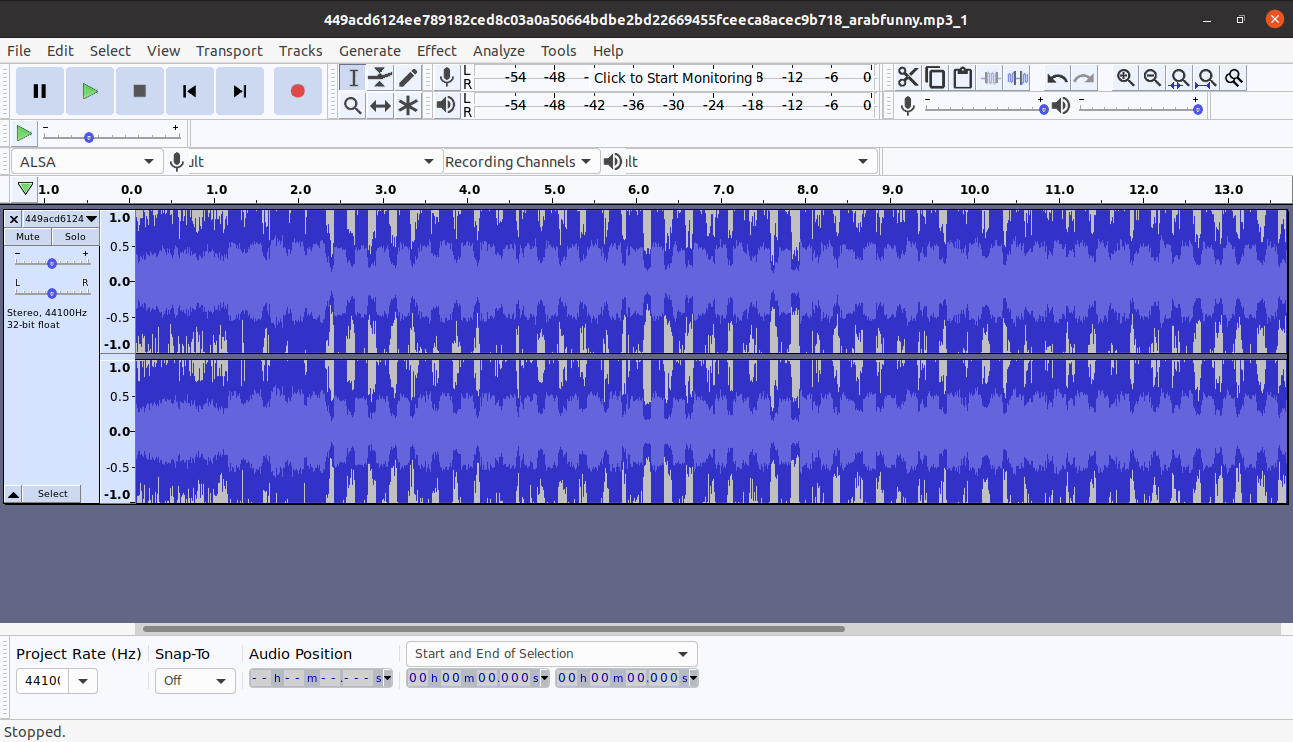 449acd6124ee789182ced8c03a0a50664bdbe2bd22669455fceeca8acec9b718_arabfunny.mp3_1
File Edit Select View Transport Tracks Generate Effect Analyze Tools Help
L R -54 -48 - Click to Start Monitoring 8 -12 -6 0
L R -54 -48 -42 -36 -30 -24 -18 -12 -6 0
ALSA ult Recording Channels ılt
1.0 0.0 1.0 2.0 3.0 4.0 5.0 6.0 7.0 8.0 9.0 10.0 11.0 12.0 13.0
449acd6124
Mute Solo
- +
L R
Stereo, 44100Hz
32-bit float
Select
1.0
0.5
0.0
-0.5
-1.0
1.0
0.5
0.0
-0.5
-1.0
Project Rate (Hz) Snap-To Audio Position Start and End of Selection
4410 Off - - h - - m - - . - - - s 00 h 00 m 00.000 s 00 h 00 m 00.000 s
Stopped.